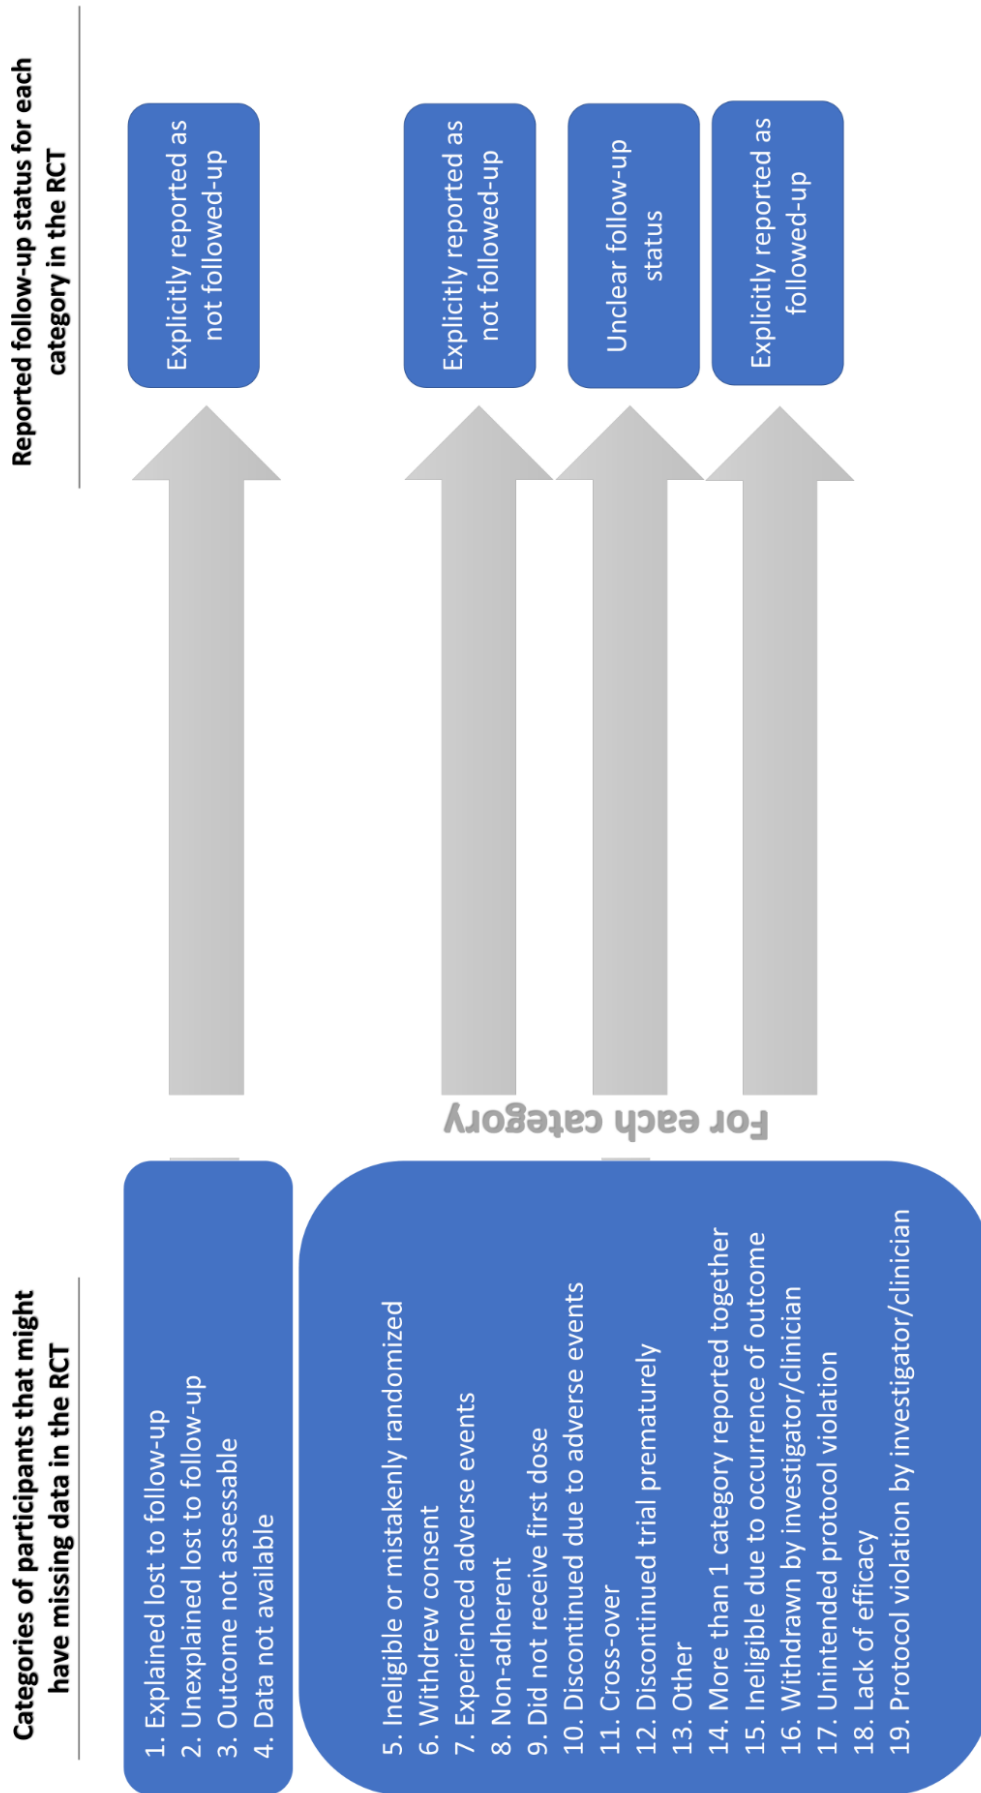 Categories of participants that might
have missing data in the RCT
1. Explained lost to follow-up
2. Unexplained lost to follow-up
3. Outcome not assessable
4. Data not available
5. Ineligible or mistakenly randomized
6. Withdrew consent
7. Experienced adverse events
8. Non-adherent
9. Did not receive first dose
10. Discontinued due to adverse events
11. Cross-over
12. Discontinued trial prematurely
13. Other
14. More than 1 category reported together
15. Ineligible due to occurrence of outcome
16. Withdrawn by investigator/clinician
17. Unintended protocol violation
18. Lack of efficacy
19. Protocol violation by investigator/clinician
For each category
Reported follow-up status for each
category in the RCT
Explicitly reported as
not followed-up
Explicitly reported as
not followed-up
Unclear follow-up
status
Explicitly reported as
followed-up